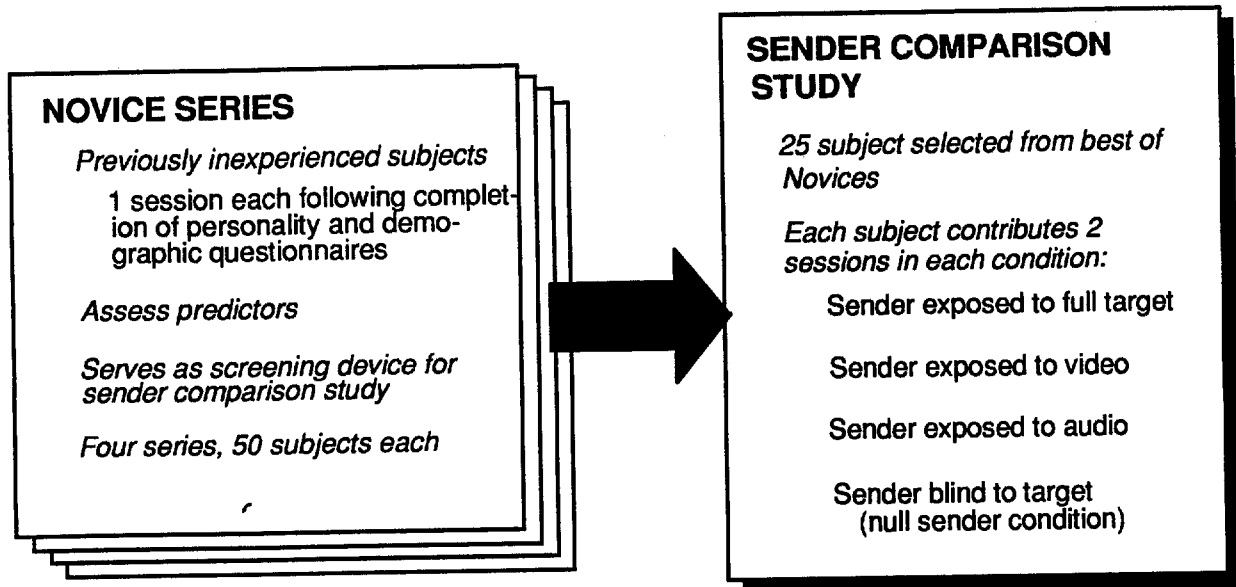 NOVICE SERIES
Previously inexperienced subjects
1 session each following complet-
ion of personality and demo-
graphic questionnaires
Assess predictors
Serves as screening device for
sender comparison study
Four series, 50 subjects each
SENDER COMPARISON
STUDY
25 subject selected from best of
Novices
Each subject contributes 2
sessions in each condition:
Sender exposed to full target
Sender exposed to video
Sender exposed to audio
Sender blind to target
(null sender condition)